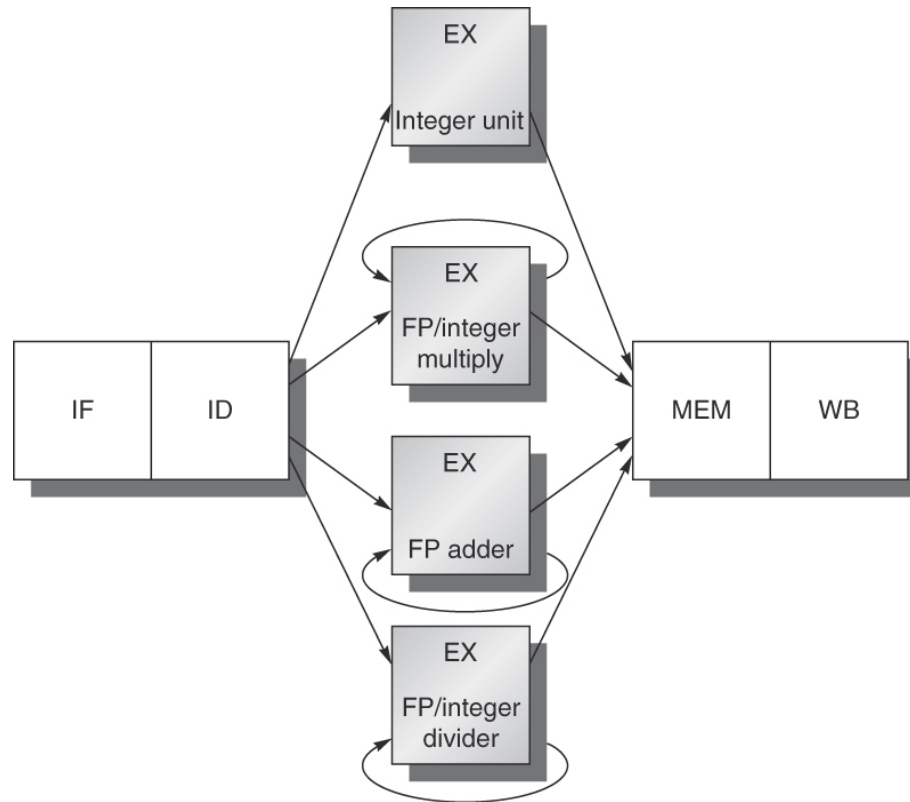 EX
Integer unit
EX
FP/integer
multiply
IF
ID
MEM
WB
EX
FP adder
EX
FP/integer
divider